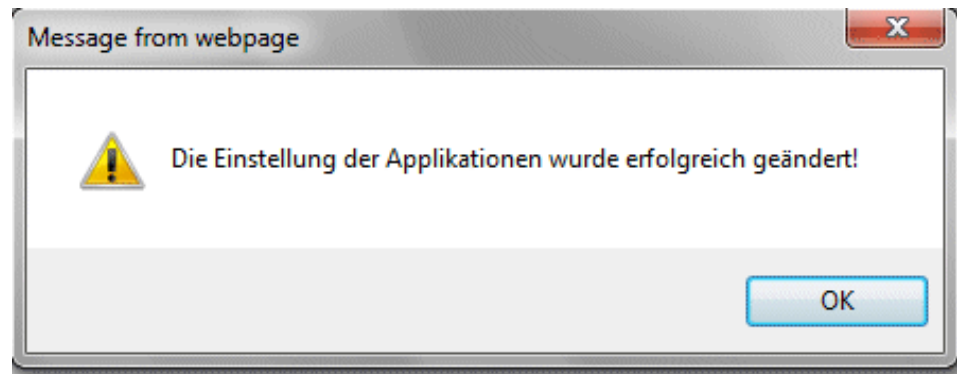 Message from webpage
Die Einstellung der Applikationen wurde erfolgreich geändert!
OK